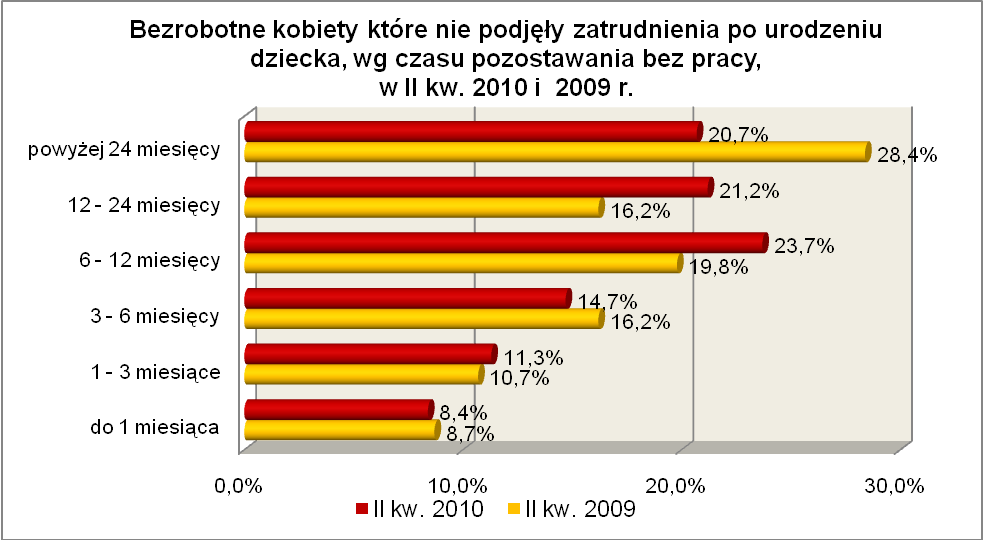 Bezrobotne kobiety które nie podjęły zatrudnienia po urodzeniu
dziecka, wg czasu pozostawania bez pracy,
w II kw. 2010 i 2009 r.
powyżej 24 miesięcy
20,7%
28,4%
12 - 24 miesięcy
21,2%
16,2%
6 - 12 miesięcy
23,7%
19,8%
3 - 6 miesięcy
14,7%
16,2%
1 - 3 miesiące
11,3%
10,7%
do 1 miesiąca
8,4%
8,7%
0,0% 10,0% 20,0% 30,0%
II kw. 2010 II kw. 2009